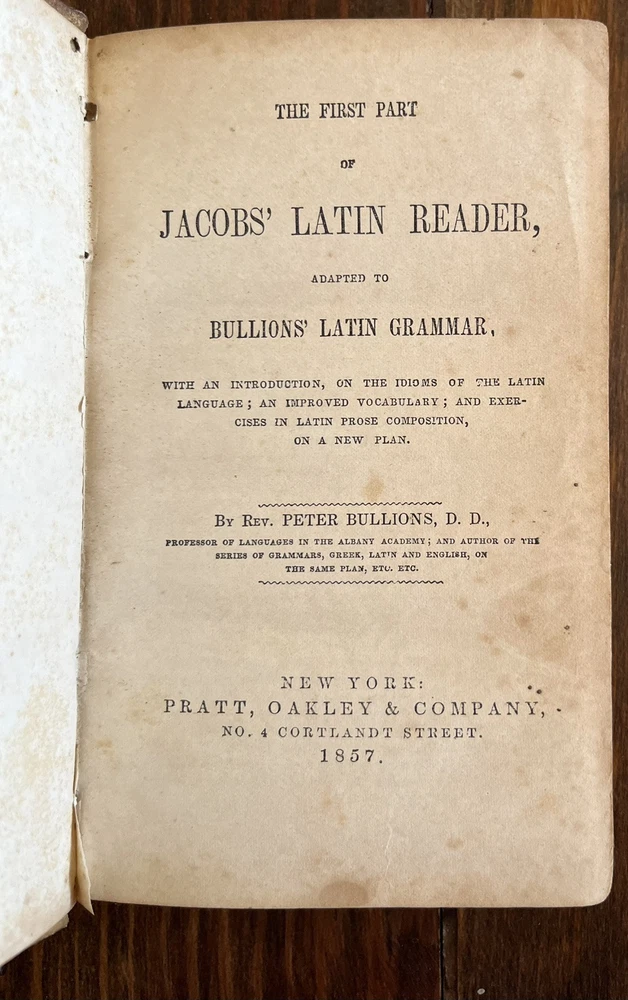 THE FIRST PART
OF
JACOBS' LATIN READER,
ADAPTED TO
BULLIONS' LATIN GRAMMAR,
WITH AN INTRODUCTION, ON THE IDIOMS OF THE LATIN
LANGUAGE; AN IMPROVED VOCABULARY; AND EXER-
CISES IN LATIN PROSE COMPOSITION,
ON A NEW PLAN.
BY REV. PETER BULLIONS, D. D.,
PROFESSOR OF LANGUAGES IN THE ALBANY ACADEMY; AND AUTHOR OF THE
SERIES OF GRAMMARS, GREEK, LATIN AND ENGLISH, ON
THE SAME PLAN, ETC. ETC.
NEW YORK:
PRATT, OAKLEY & COMPANY,
NO. 4 CORTLANDT STREET.
1857.